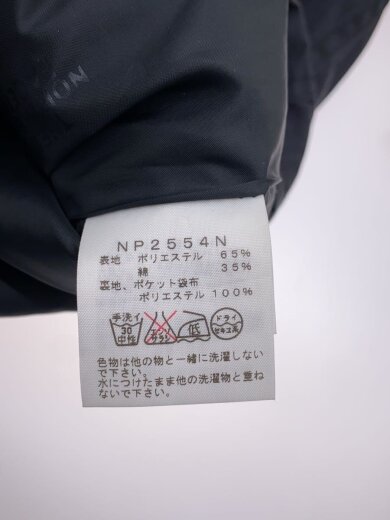 NP2554N
表地 ポリエステル 65%
綿 35%
裏地、ポケット袋布
ポリエステル 100%
手洗イ
30
中性
低
ドライ
セキユ系
色物は他の物と一緒に洗濯しない
で下さい。
水につけたまま他の洗濯物と重ね
ないで下さい。